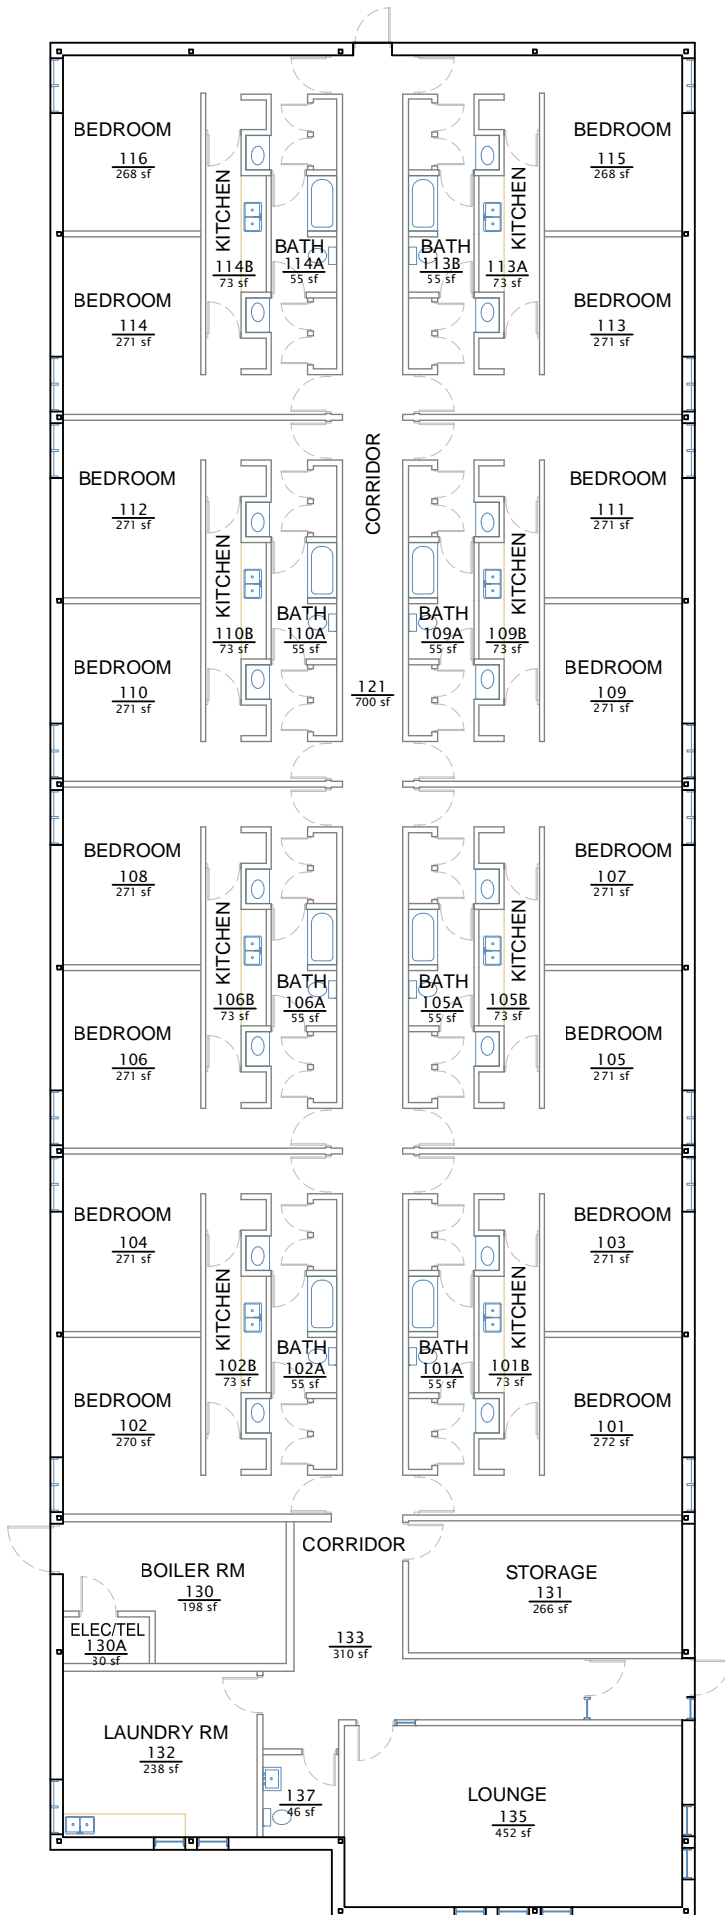 BEDROOM
116
268 sf
BEDROOM
115
268 sf
KITCHEN
114B
73 sf
BATH
114A
55 sf
BATH
113B
55 sf
KITCHEN
113A
73 sf
BEDROOM
114
271 sf
BEDROOM
113
271 sf
CORRIDOR
BEDROOM
112
271 sf
BEDROOM
111
271 sf
KITCHEN
110B
73 sf
BATH
110A
55 sf
BATH
109A
55 sf
KITCHEN
109B
73 sf
BEDROOM
110
271 sf
121
700 sf
BEDROOM
109
271 sf
BEDROOM
108
271 sf
BEDROOM
107
271 sf
KITCHEN
106B
73 sf
BATH
106A
55 sf
BATH
105A
55 sf
KITCHEN
105B
73 sf
BEDROOM
106
271 sf
BEDROOM
105
271 sf
BEDROOM
104
271 sf
BEDROOM
103
271 sf
KITCHEN
102B
73 sf
BATH
102A
55 sf
BATH
101A
55 sf
KITCHEN
101B
73 sf
BEDROOM
102
270 sf
BEDROOM
101
272 sf
CORRIDOR
BOILER RM
130
198 sf
STORAGE
131
266 sf
ELEC/TEL
130A
30 sf
133
310 sf
LAUNDRY RM
132
238 sf
137
46 sf
LOUNGE
135
452 sf